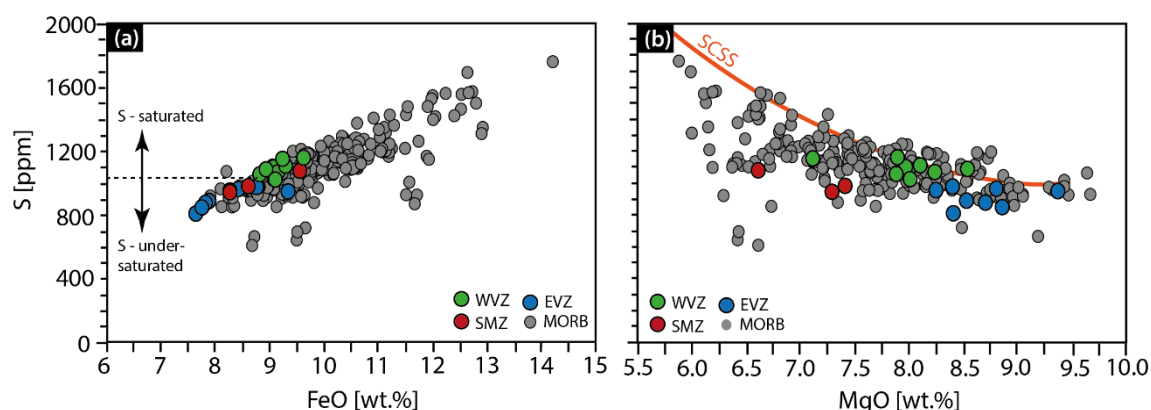 (a)
2000
1600
1200
800
400
0
S [ppm]
S - saturated
S - under-
saturated
WVZ
EVZ
SMZ
MORB
6
7
8
9
10
11
12
13
14
15
FeO [wt.%]
(b)
SCSS
WVZ
EVZ
SMZ
MORB
5.5
6.0
6.5
7.0
7.5
8.0
8.5
9.0
9.5
10.0
MgO [wt.%]